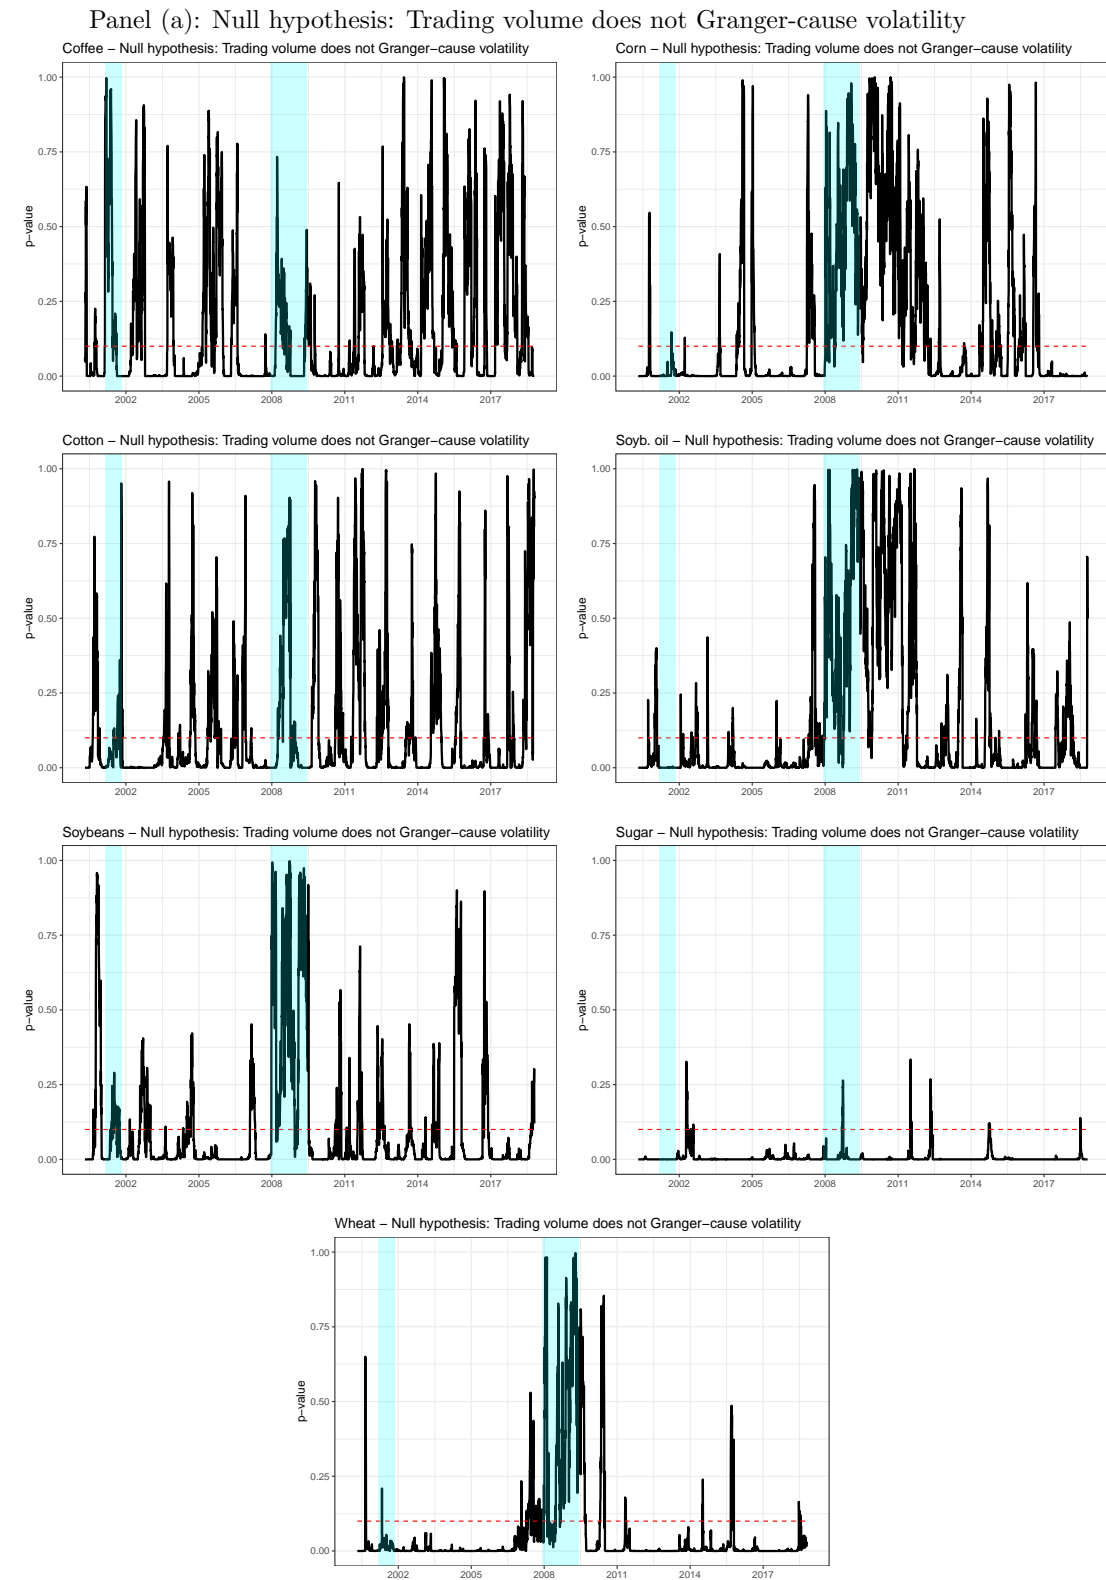 Panel (a): Null hypothesis: Trading volume does not Granger-cause volatility
Coffee − Null hypothesis: Trading volume does not Granger−cause volatility
p−value
1.00
0.75
0.50
0.25
0.00
2002 2005 2008 2011 2014 2017
Corn − Null hypothesis: Trading volume does not Granger−cause volatility
p−value
1.00
0.75
0.50
0.25
0.00
2002 2005 2008 2011 2014 2017
Cotton − Null hypothesis: Trading volume does not Granger−cause volatility
p−value
1.00
0.75
0.50
0.25
0.00
2002 2005 2008 2011 2014 2017
Soyb. oil − Null hypothesis: Trading volume does not Granger−cause volatility
p−value
1.00
0.75
0.50
0.25
0.00
2002 2005 2008 2011 2014 2017
Soybeans − Null hypothesis: Trading volume does not Granger−cause volatility
p−value
1.00
0.75
0.50
0.25
0.00
2002 2005 2008 2011 2014 2017
Sugar − Null hypothesis: Trading volume does not Granger−cause volatility
p−value
1.00
0.75
0.50
0.25
0.00
2002 2005 2008 2011 2014 2017
Wheat − Null hypothesis: Trading volume does not Granger−cause volatility
p−value
1.00
0.75
0.50
0.25
0.00
2002 2005 2008 2011 2014 2017